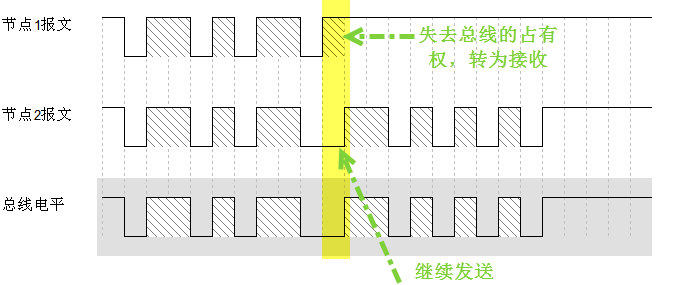 节点1报文
失去总线的占有
权，转为接收
节点2报文
总线电平
继续发送